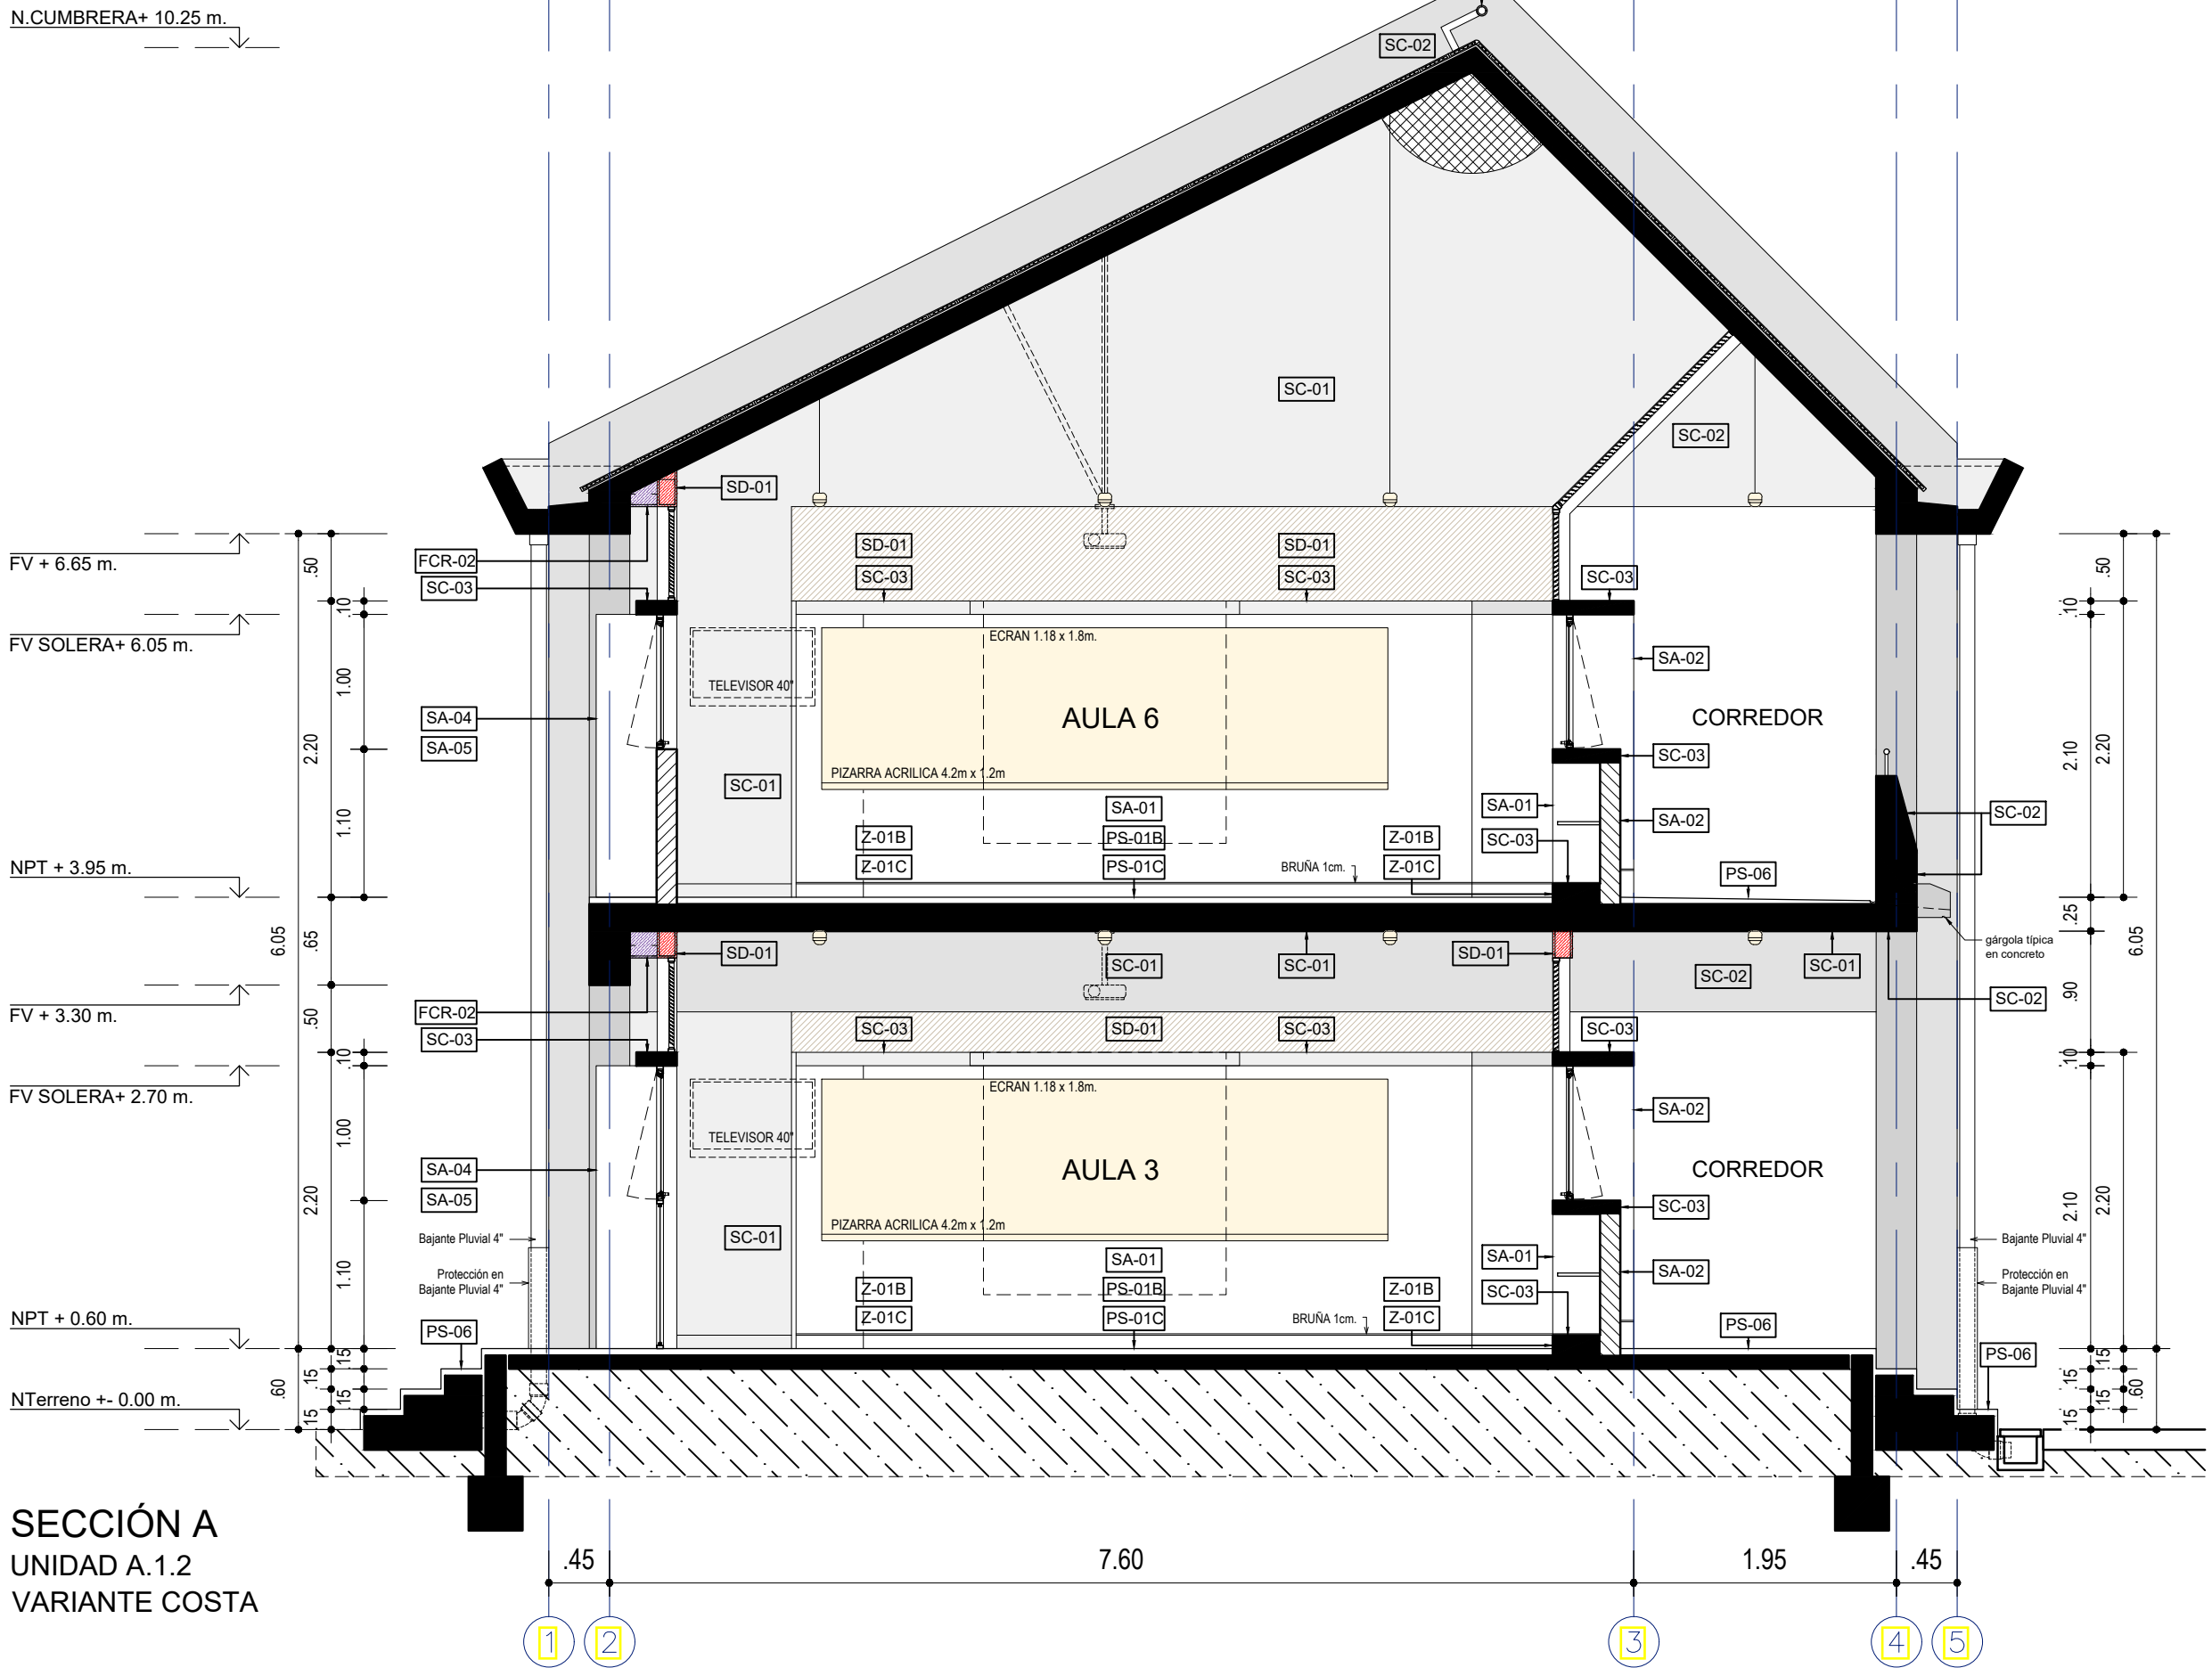 N.CUMBRERA+ 10.25 m.
SC-02
SC-01
SC-02
SD-01
FV + 6.65 m.
FCR-02
SC-03
SD-01
SC-03
SD-01
SC-03
SC-03
.50
.10
.50
.10
FV SOLERA+ 6.05 m.
ECRAN 1.18 x 1.8m.
TELEVISOR 40"
SA-02
1.00
2.20
SA-04
SA-05
AULA 6
CORREDOR
SC-03
2.10
2.20
PIZARRA ACRILICA 4.2m x 1.2m
SC-01
SA-01
SA-01
SA-02
SC-02
1.10
Z-01B
PS-01B
Z-01B
SC-03
Z-01C
PS-01C
BRUÑA 1cm.
Z-01C
PS-06
NPT + 3.95 m.
6.05
.65
SD-01
SC-01
SC-01
SD-01
SC-02
SC-01
gárgola típica
en concreto
.25
6.05
SC-02
.90
FV + 3.30 m.
.50
FCR-02
SC-03
SC-03
SD-01
SC-03
SC-03
.10
.10
FV SOLERA+ 2.70 m.
ECRAN 1.18 x 1.8m.
TELEVISOR 40"
SA-02
1.00
2.20
SA-04
SA-05
AULA 3
CORREDOR
SC-03
2.10
2.20
PIZARRA ACRILICA 4.2m x 1.2m
SC-01
Bajante Pluvial 4"
Bajante Pluvial 4"
SA-01
SA-01
SA-02
Protección en
Bajante Pluvial 4"
Protección en
Bajante Pluvial 4"
1.10
Z-01B
PS-01B
Z-01B
SC-03
Z-01C
PS-01C
BRUÑA 1cm.
Z-01C
PS-06
NPT + 0.60 m.
PS-06
PS-06
.60
.15
.15
.15
.15
.15
.15
.15
.15
.60
NTerreno +- 0.00 m.
SECCIÓN A
UNIDAD A.1.2
VARIANTE COSTA
.45
7.60
1.95
.45
1
2
3
4
5